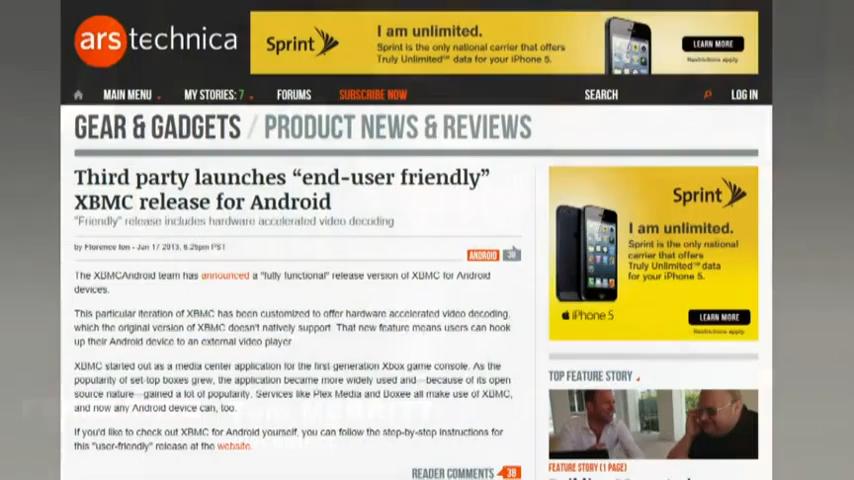 ars technica
Sprint
I am unlimited.
Sprint is the only national carrier that offers
Truly Unlimited℠ data for your iPhone 5.
LEARN MORE
Restrictions apply
MAIN MENU
MY STORIES: 7
FORUMS
SUBSCRIBE NOW
SEARCH
LOG IN
GEAR & GADGETS / PRODUCT NEWS & REVIEWS
Third party launches “end-user friendly”
XBMC release for Android
"Friendly" release includes hardware accelerated video decoding
by Florence Ion - Jun 17 2013, 6:25pm PST
ANDROID 38
The XBMCAndroid team has announced a "fully functional" release version of XBMC for Android
devices.
This particular iteration of XBMC has been customized to offer hardware accelerated video decoding,
which the original version of XBMC doesn't natively support. That new feature means users can hook
up their Android device to an external video player
XBMC started out as a media center application for the first-generation Xbox game console. As the
popularity of set-top boxes grew, the application became more widely used and—because of its open
source nature—gained a lot of popularity. Services like Plex Media and Boxee all make use of XBMC,
and now any Android device can, too.
If you'd like to check out XBMC for Android yourself, you can follow the step-by-step instructions for
this "user-friendly" release at the website.
READER COMMENTS 38
Sprint
I am unlimited.
Sprint is the only national
carrier that offers
Truly Unlimited℠ data
for your iPhone 5.
iPhone 5
LEARN MORE
Restrictions apply
TOP FEATURE STORY
FEATURE STORY (1 PAGE)